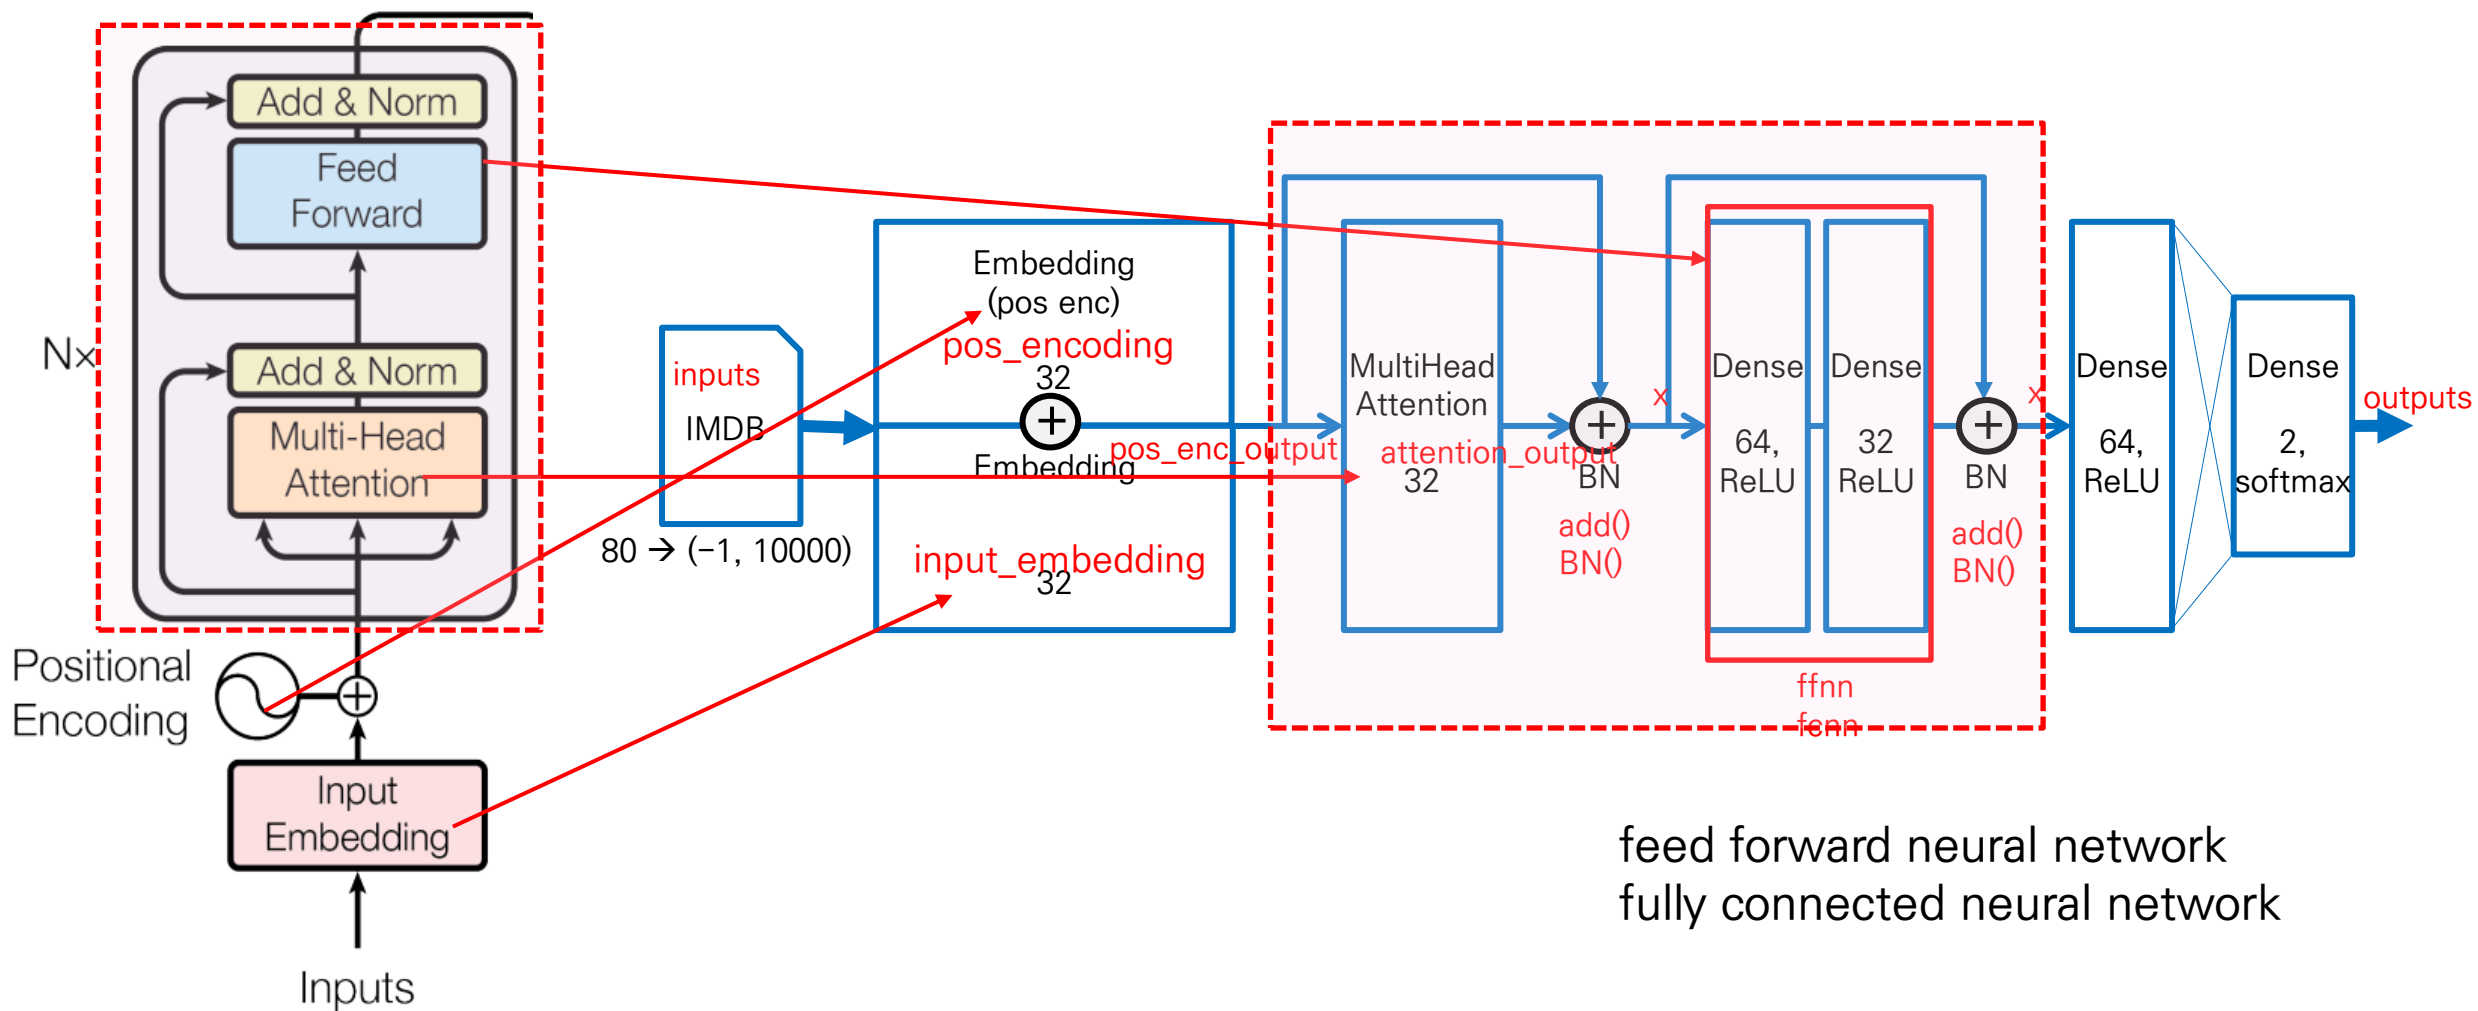 Add & Norm
Feed
Forward
Nx
Add & Norm
Multi-Head
Attention
Positional
Encoding
Input
Embedding
Inputs
inputs
IMDB
80 → (-1, 10000)
Embedding
(pos enc)
pos_encoding
32
Embedding
input_embedding
32
pos_enc_output
MultiHead
Attention
32
attention_output
BN
add()
BN()
x
Dense
64,
ReLU
Dense
32
ReLU
ffnn
fcnn
BN
add()
BN()
x
Dense
64,
ReLU
Dense
2,
softmax
outputs
feed forward neural network
fully connected neural network